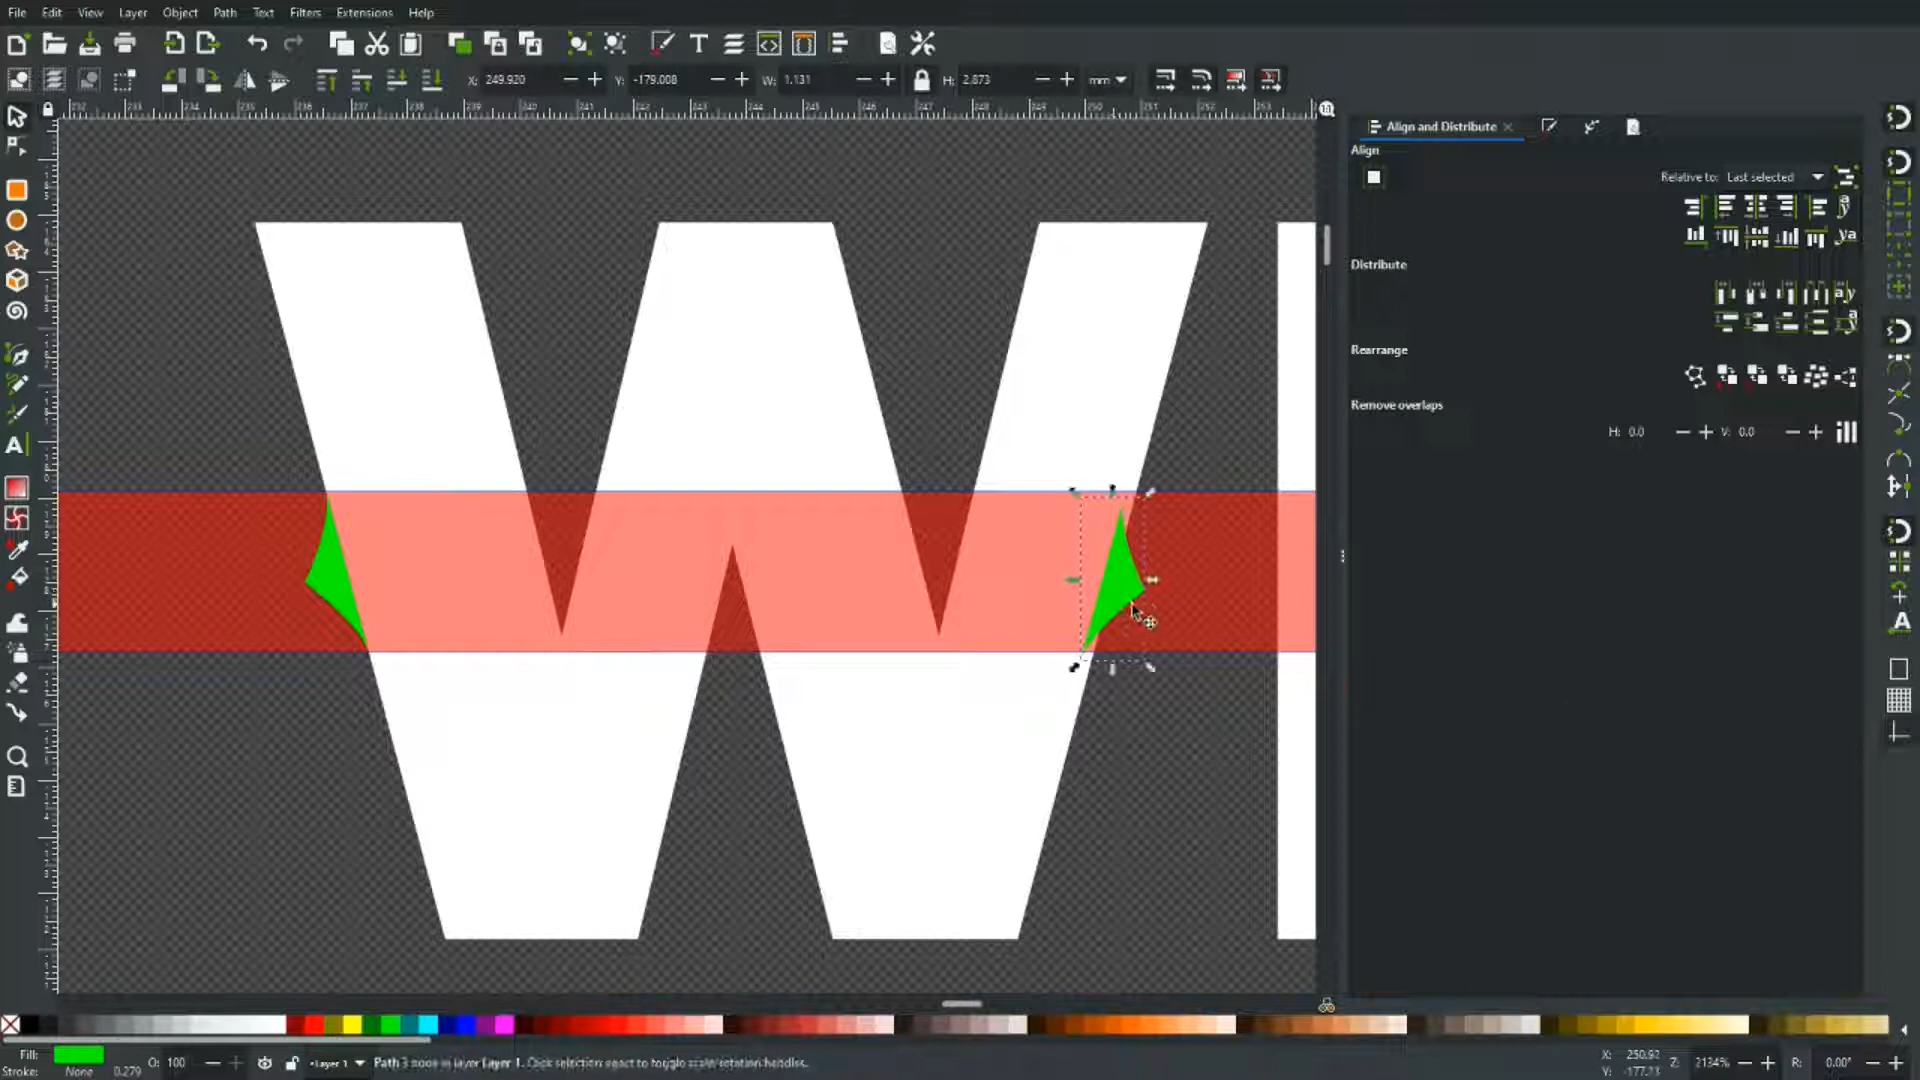 File Edit View Layer Object Path Text Filters Extensions Help
X: 249.920 Y: -179.008 W: 1.131 H: 2.873 mm
Align and Distribute
Align
Relative to: Last selected
Distribute
Rearrange
Remove overlaps
H: 0.0 V: 0.0
W
Fill: O: 100 Layer 1 Path 3 nodes in layer Layer 1. Click selection again to toggle scale/rotation handles. X: 250.92 Z: 2134% R: 0.00°
Stroke: None 0.279 Y: -177.23